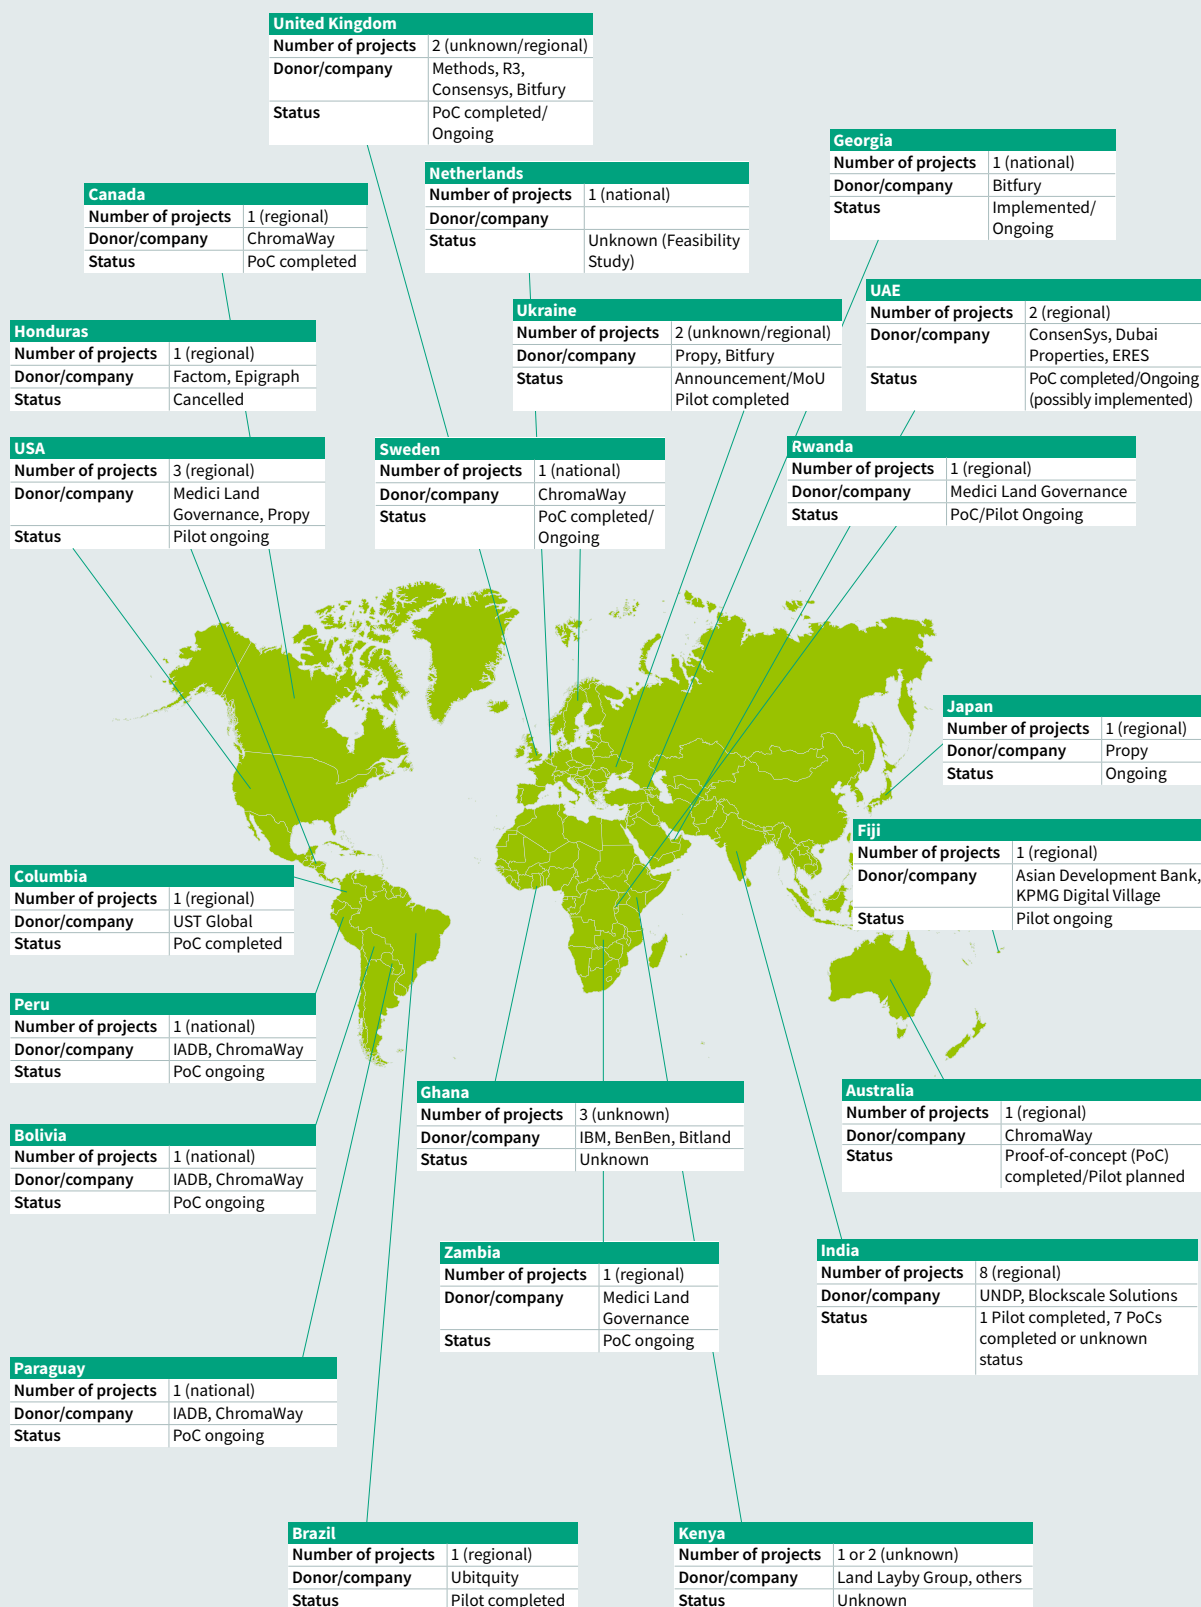 United Kingdom
Number of projects 2 (unknown/regional)
Donor/company Methods, R3,
Consensys, Bitfury
Status PoC completed/
Ongoing
Georgia
Number of projects 1 (national)
Donor/company Bitfury
Status Implemented/
Ongoing
Netherlands
Number of projects 1 (national)
Donor/company
Status Unknown (Feasibility
Study)
Canada
Number of projects 1 (regional)
Donor/company ChromaWay
Status PoC completed
UAE
Number of projects 2 (regional)
Donor/company ConsenSys, Dubai
Properties, ERES
Status PoC completed/Ongoing
(possibly implemented)
Ukraine
Number of projects 2 (unknown/regional)
Donor/company Propy, Bitfury
Status Announcement/MoU
Pilot completed
Honduras
Number of projects 1 (regional)
Donor/company Factom, Epigraph
Status Cancelled
USA
Number of projects 3 (regional)
Donor/company Medici Land
Governance, Propy
Status Pilot ongoing
Sweden
Number of projects 1 (national)
Donor/company ChromaWay
Status PoC completed/
Ongoing
Rwanda
Number of projects 1 (regional)
Donor/company Medici Land Governance
Status PoC/Pilot Ongoing
Japan
Number of projects 1 (regional)
Donor/company Propy
Status Ongoing
Fiji
Number of projects 1 (regional)
Donor/company Asian Development Bank,
KPMG Digital Village
Status Pilot ongoing
Columbia
Number of projects 1 (regional)
Donor/company UST Global
Status PoC completed
Peru
Number of projects 1 (national)
Donor/company IADB, ChromaWay
Status PoC ongoing
Ghana
Number of projects 3 (unknown)
Donor/company IBM, BenBen, Bitland
Status Unknown
Australia
Number of projects 1 (regional)
Donor/company ChromaWay
Status Proof-of-concept (PoC)
completed/Pilot planned
Bolivia
Number of projects 1 (national)
Donor/company IADB, ChromaWay
Status PoC ongoing
Zambia
Number of projects 1 (regional)
Donor/company Medici Land
Governance
Status PoC ongoing
India
Number of projects 8 (regional)
Donor/company UNDP, Blockscale Solutions
Status 1 Pilot completed, 7 PoCs
completed or unknown
status
Paraguay
Number of projects 1 (national)
Donor/company IADB, ChromaWay
Status PoC ongoing
Brazil
Number of projects 1 (regional)
Donor/company Ubitquity
Status Pilot completed
Kenya
Number of projects 1 or 2 (unknown)
Donor/company Land Layby Group, others
Status Unknown